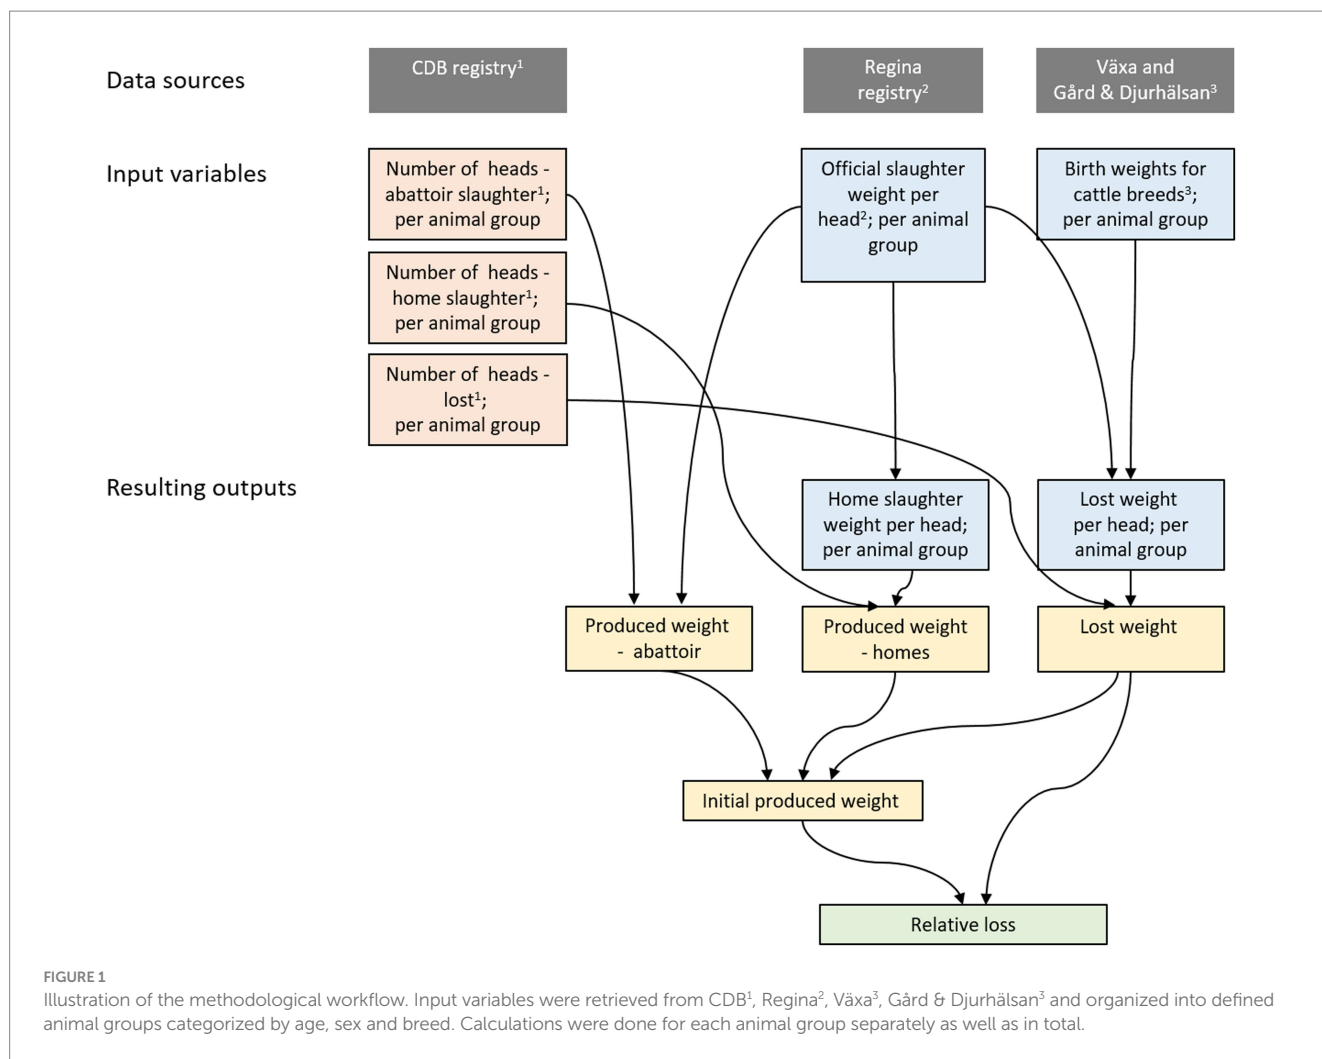 Data sources
CDB registry¹
Regina
registry²
Växa and
Gård & Djurhälsan³
Input variables
Number of heads -
abattoir slaughter¹;
per animal group
Official slaughter
weight per
head²; per animal
group
Birth weights for
cattle breeds³;
per animal group
Number of heads -
home slaughter¹;
per animal group
Number of heads -
lost¹;
per animal group
Resulting outputs
Home slaughter
weight per head;
per animal group
Lost weight
per head; per
animal group
Produced weight
- abattoir
Produced weight
- homes
Lost weight
Initial produced weight
Relative loss
FIGURE 1
Illustration of the methodological workflow. Input variables were retrieved from CDB¹, Regina², Växa³, Gård & Djurhälsan³ and organized into defined
animal groups categorized by age, sex and breed. Calculations were done for each animal group separately as well as in total.